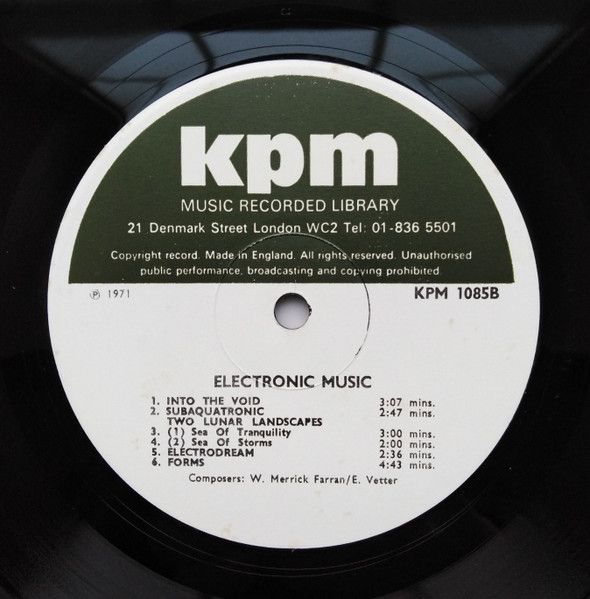 kpm
MUSIC RECORDED LIBRARY
21 Denmark Street London WC2 Tel: 01-836 5501
Copyright record. Made in England. All rights reserved. Unauthorised
public performance, broadcasting and copying prohibited.
℗ 1971 KPM 1085B
ELECTRONIC MUSIC
1. INTO THE VOID 3:07 mins.
2. SUBAQUATRONIC 2:47 mins.
TWO LUNAR LANDSCAPES
3. (1) Sea Of Tranquility 3:00 mins.
4. (2) Sea Of Storms 2:00 mins.
5. ELECTRODREAM 2:36 mins.
6. FORMS 4:43 mins.
Composers: W. Merrick Farran/E. Vetter